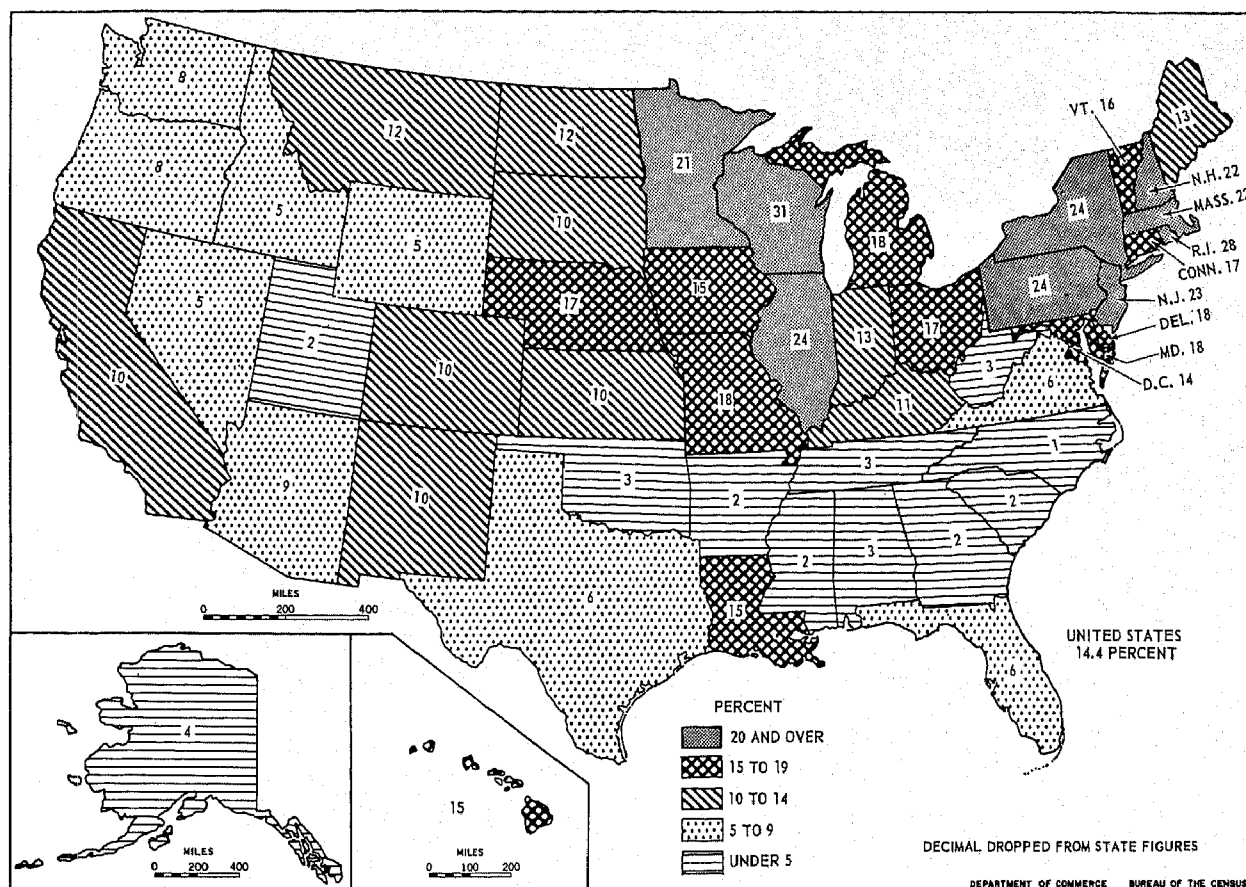 8
8
12
12
21
31
18
VT. 16
13
N.H. 22
MASS.
R.I. 28
CONN. 17
N.J. 23
DEL. 18
MD. 18
D.C. 14
24
24
5
5
10
5
2
17
15
24
13
17
3
6
10
10
10
18
11
9
10
3
2
3
1
2
3
2
2
6
15
6
MILES
0 200 400
UNITED STATES
14.4 PERCENT
4
MILES
0 200 400
15
MILES
0 100 200
PERCENT
20 AND OVER
15 TO 19
10 TO 14
5 TO 9
UNDER 5
DECIMAL DROPPED FROM STATE FIGURES
DEPARTMENT OF COMMERCE BUREAU OF THE CENSUS